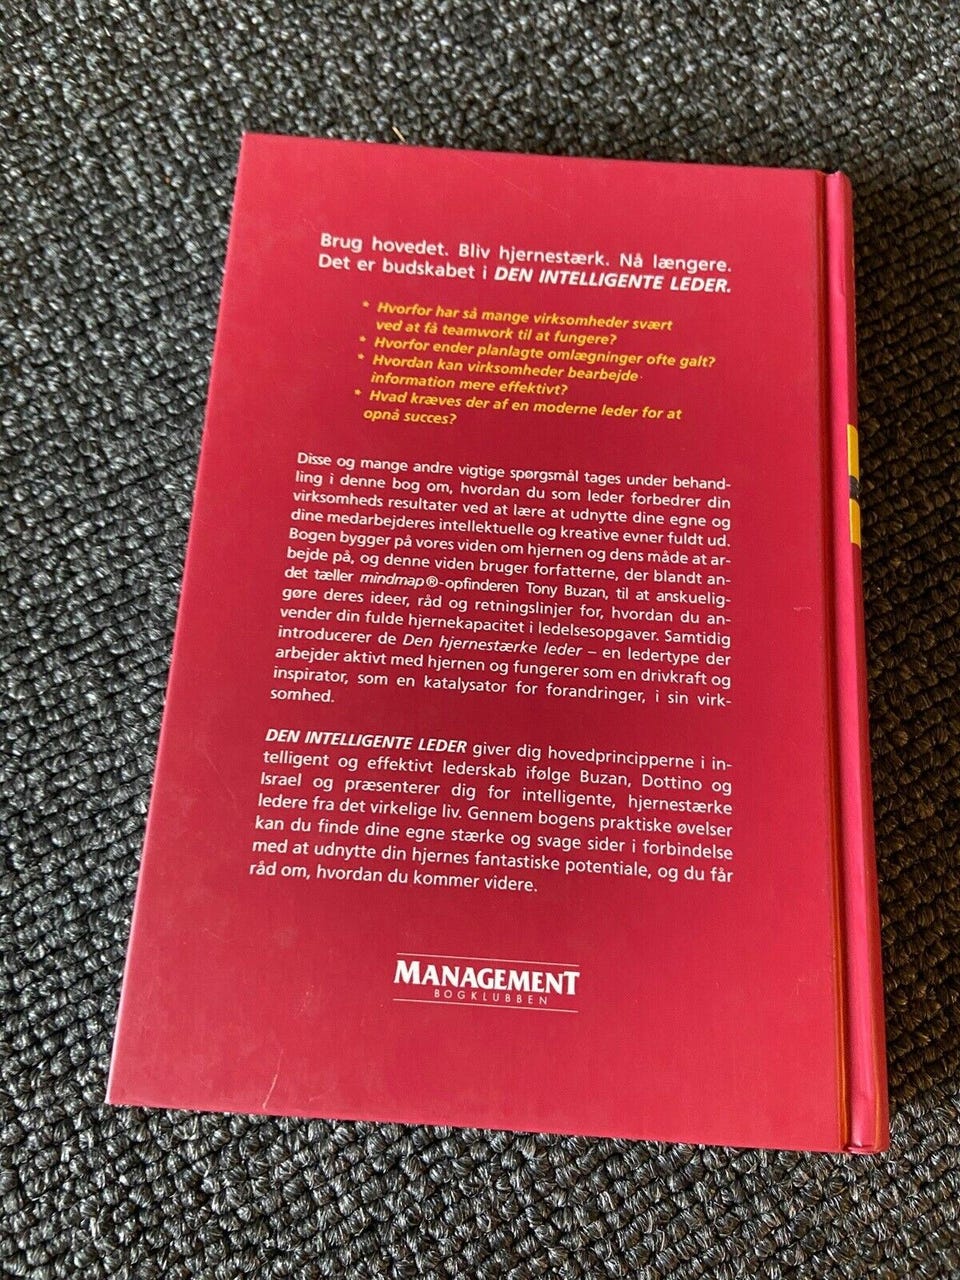 Brug hovedet. Bliv hjernestærk. Nå længere.
Det er budskabet i DEN INTELLIGENTE LEDER.
* Hvorfor har så mange virksomheder svært
ved at få teamwork til at fungere?
* Hvorfor ender planlagte omlægninger ofte galt?
* Hvordan kan virksomheder bearbejde
information mere effektivt?
* Hvad kræves der af en moderne leder for at
opnå succes?
Disse og mange andre vigtige spørgsmål tages under behand-
ling i denne bog om, hvordan du som leder forbedrer din
virksomheds resultater ved at lære at udnytte dine egne og
dine medarbejderes intellektuelle og kreative evner fuldt ud.
Bogen bygger på vores viden om hjernen og dens måde at ar-
bejde på, og denne viden bruger forfatterne, der blandt an-
det tæller mindmap®-opfinderen Tony Buzan, til at anskuelig-
gøre deres ideer, råd og retningslinjer for, hvordan du an-
vender din fulde hjernekapacitet i ledelsesopgaver. Samtidig
introducerer de Den hjernestærke leder – en ledertype der
arbejder aktivt med hjernen og fungerer som en drivkraft og
inspirator, som en katalysator for forandringer, i sin virk-
somhed.
DEN INTELLIGENTE LEDER giver dig hovedprincipperne i in-
telligent og effektivt lederskab ifølge Buzan, Dottino og
Israel og præsenterer dig for intelligente, hjernestærke
ledere fra det virkelige liv. Gennem bogens praktiske øvelser
kan du finde dine egne stærke og svage sider i forbindelse
med at udnytte din hjernes fantastiske potentiale, og du får
råd om, hvordan du kommer videre.
MANAGEMENT
BOGKLUBBEN